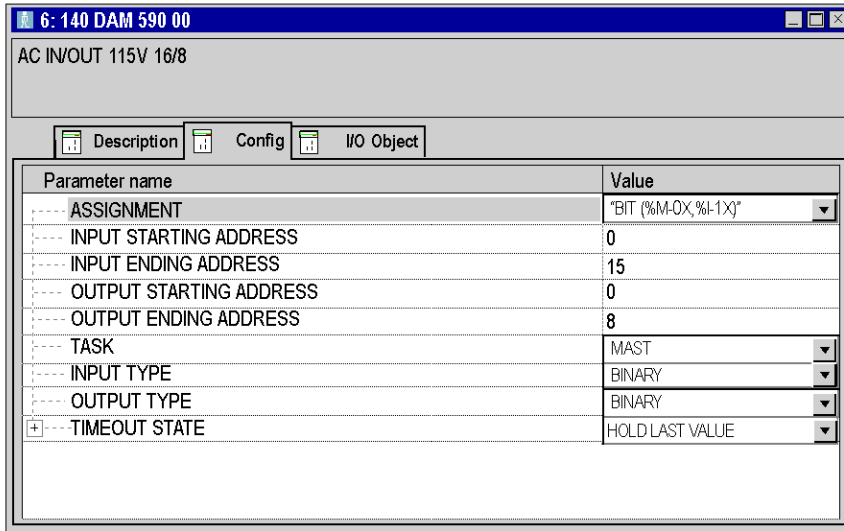 6: 140 DAM 590 00
AC IN/OUT 115V 16/8
Description Config I/O Object
Parameter name Value
ASSIGNMENT "BIT (%M-0X,%I-1X)"
INPUT STARTING ADDRESS 0
INPUT ENDING ADDRESS 15
OUTPUT STARTING ADDRESS 0
OUTPUT ENDING ADDRESS 8
TASK MAST
INPUT TYPE BINARY
OUTPUT TYPE BINARY
TIMEOUT STATE HOLD LAST VALUE